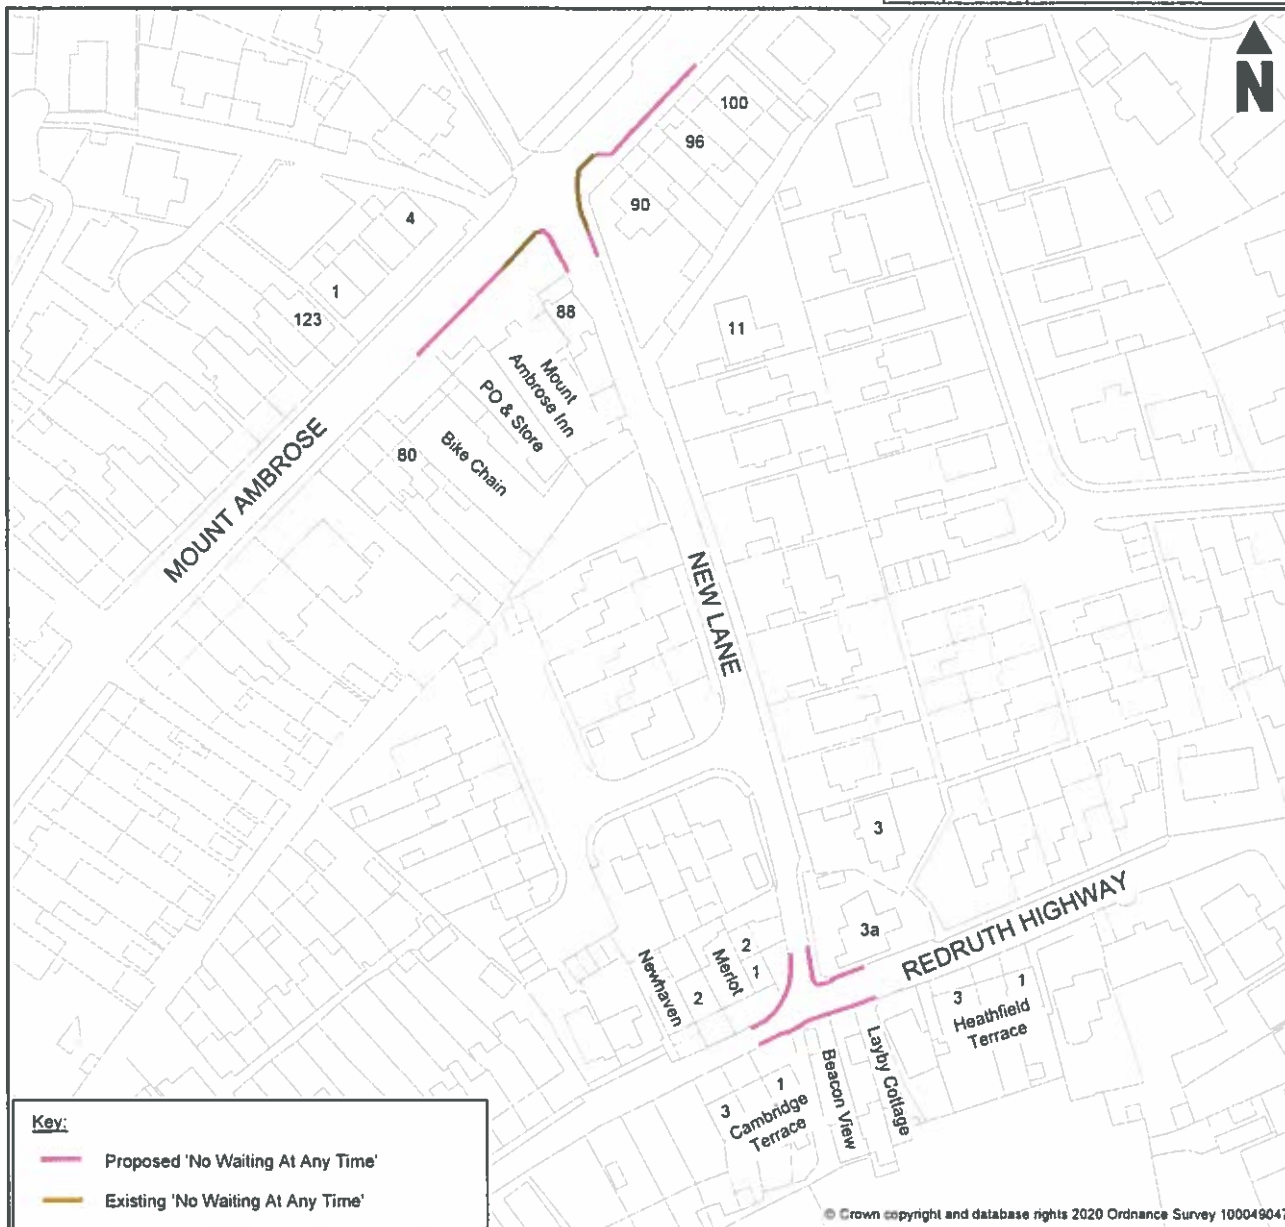 N
100
96
90
4
1
123
88
11
Mount
Ambrose Inn
PO & Store
Bike Chain
80
MOUNT AMBROSE
NEW LANE
3
3a
REDRUTH HIGHWAY
2
1
Merlot
2
Newhaven
3
1
Heathfield
Terrace
Layby Cottage
Beacon View
1
3
Cambridge
Terrace
Key:
Proposed 'No Waiting At Any Time'
Existing 'No Waiting At Any Time'
© Crown copyright and database rights 2020 Ordnance Survey 100049047